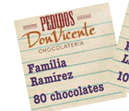 PEDIDOS
Don Vicente
CHOCOLATERÍA
Familia
Ramírez
80 chocolates